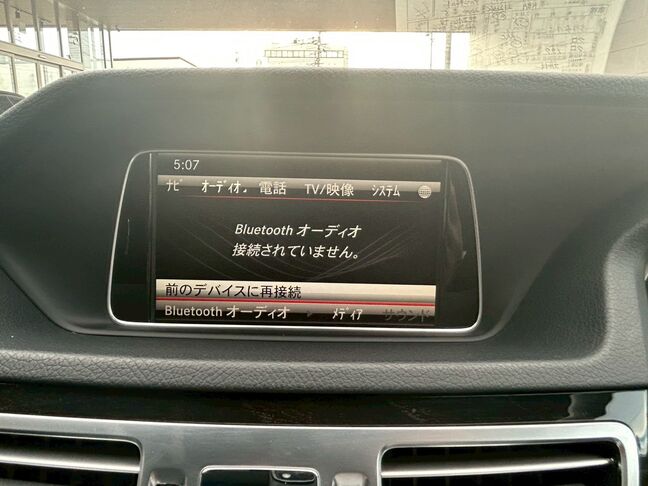 5:07
ナビ オーディオ 電話 TV/映像 システム
Bluetooth オーディオ
接続されていません。
前のデバイスに再接続
Bluetooth オーディオ メディア サウンド